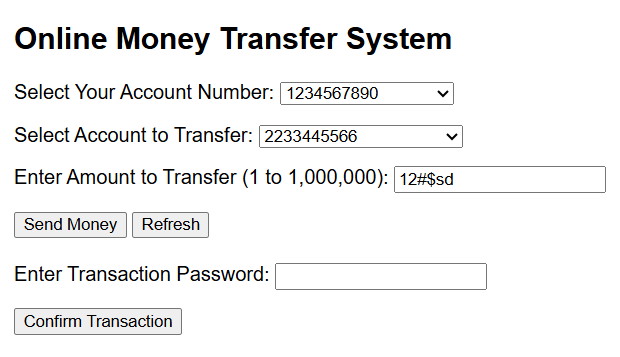 Online Money Transfer System
Select Your Account Number: 1234567890
Select Account to Transfer: 2233445566
Enter Amount to Transfer (1 to 1,000,000): 12#$sd
Send Money Refresh
Enter Transaction Password:
Confirm Transaction